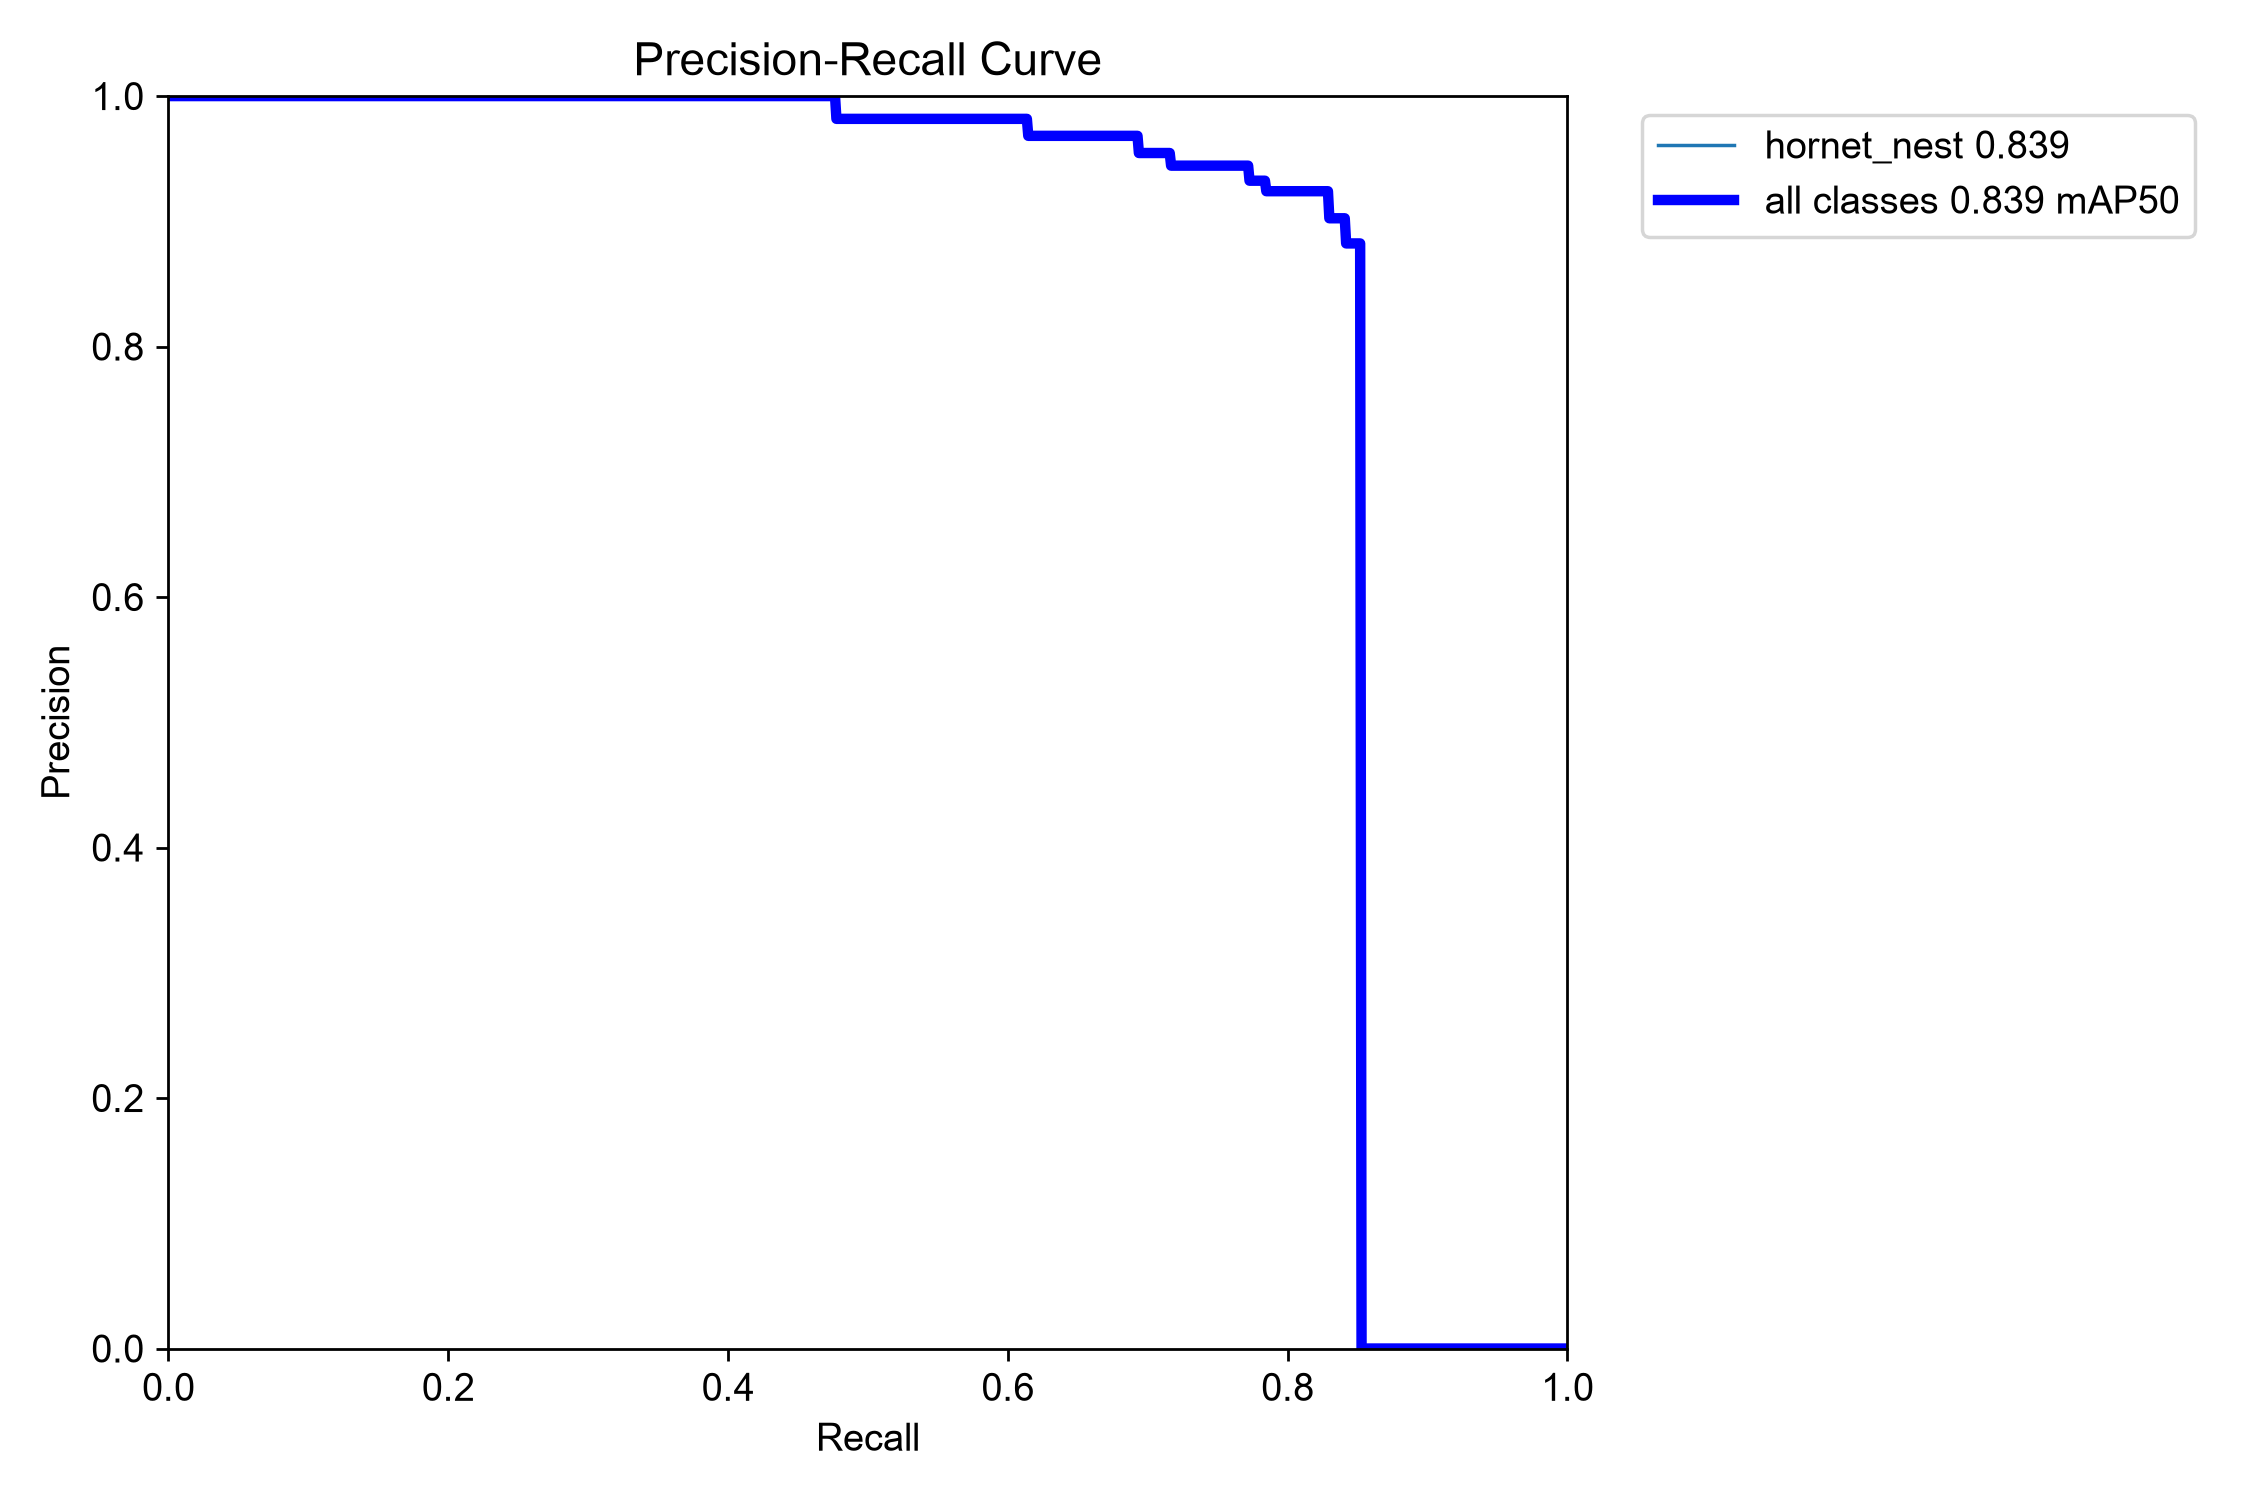 Precision-Recall Curve
1.0
0.8
0.6
0.4
0.2
0.0
Precision
0.0 0.2 0.4 0.6 0.8 1.0
Recall
hornet_nest 0.839
all classes 0.839 mAP50